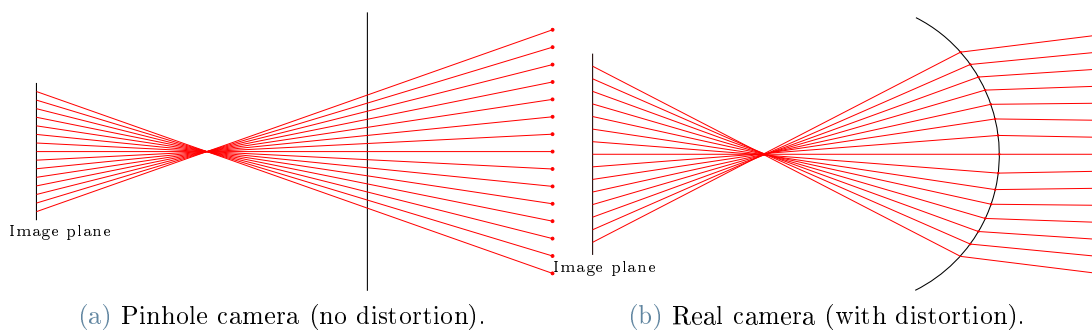 Image plane
Image plane
(a) Pinhole camera (no distortion).
(b) Real camera (with distortion).